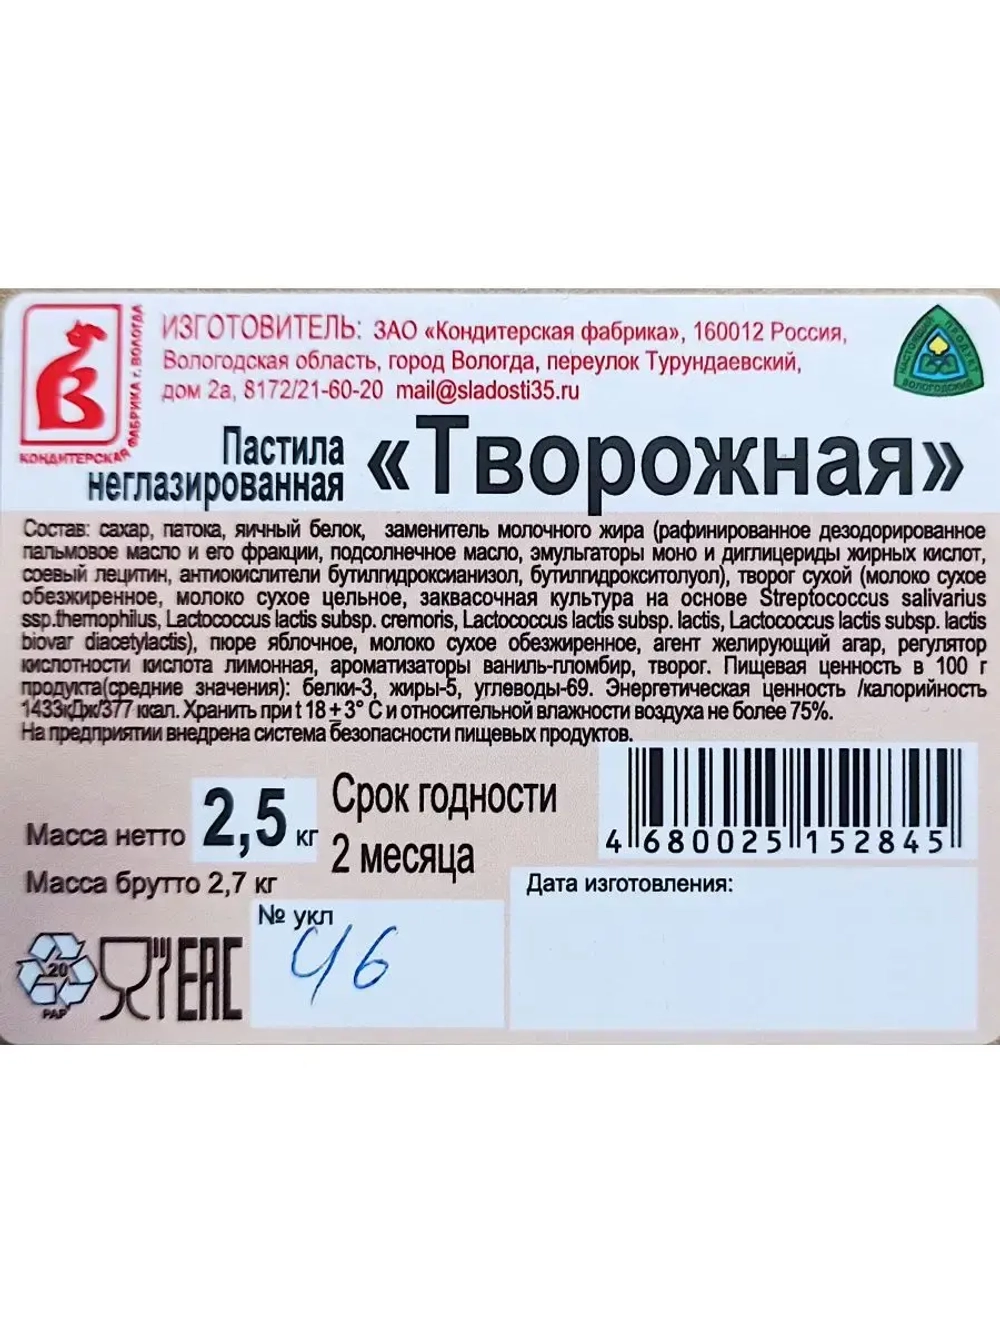 ИЗГОТОВИТЕЛЬ: ЗАО «Кондитерская фабрика», 160012 Россия,
Вологодская область, город Вологда, переулок Турундаевский,
дом 2а, 8172/21-60-20 mail@sladosti35.ru
КОНДИТЕРСКАЯ ФАБРИКА г. ВОЛОГДА
НАСТОЯЩИЙ ПРОДУКТ ВОЛОГОДСКИЙ
Пастила
неглазированная
«Творожная»
Состав: сахар, патока, яичный белок, заменитель молочного жира (рафинированное дезодорированное
пальмовое масло и его фракции, подсолнечное масло, эмульгаторы моно и диглицериды жирных кислот,
соевый лецитин, антиокислители бутилгидроксианизол, бутилгидрокситолуол), творог сухой (молоко сухое
обезжиренное, молоко сухое цельное, заквасочная культура на основе Streptococcus salivarius
ssp.themophilus, Lactococcus lactis subsp. cremoris, Lactococcus lactis subsp. lactis, Lactococcus lactis subsp. lactis
biovar diacetylactis), пюре яблочное, молоко сухое обезжиренное, агент желирующий агар, регулятор
кислотности кислота лимонная, ароматизаторы ваниль-пломбир, творог. Пищевая ценность в 100 г
продукта(средние значения): белки-3, жиры-5, углеводы-69. Энергетическая ценность /калорийность
1433кДж/377 ккал. Хранить при t 18 ± 3° С и относительной влажности воздуха не более 75%.
На предприятии внедрена система безопасности пищевых продуктов.
Масса нетто 2,5 кг
Масса брутто 2,7 кг
Срок годности
2 месяца
4 680025 152845
Дата изготовления:
№ укл
46
20
PAP
EAC